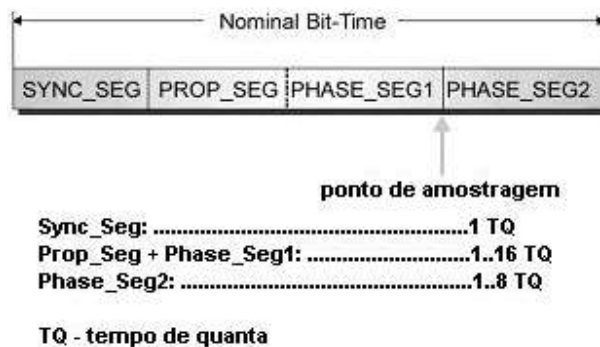 Nominal Bit-Time
SYNC_SEG PROP_SEG PHASE_SEG1 PHASE_SEG2
ponto de amostragem
Sync_Seg: ..................................................1 TQ
Prop_Seg + Phase_Seg1: ..........................1..16 TQ
Phase_Seg2: ..............................................1..8 TQ
TQ - tempo de quanta